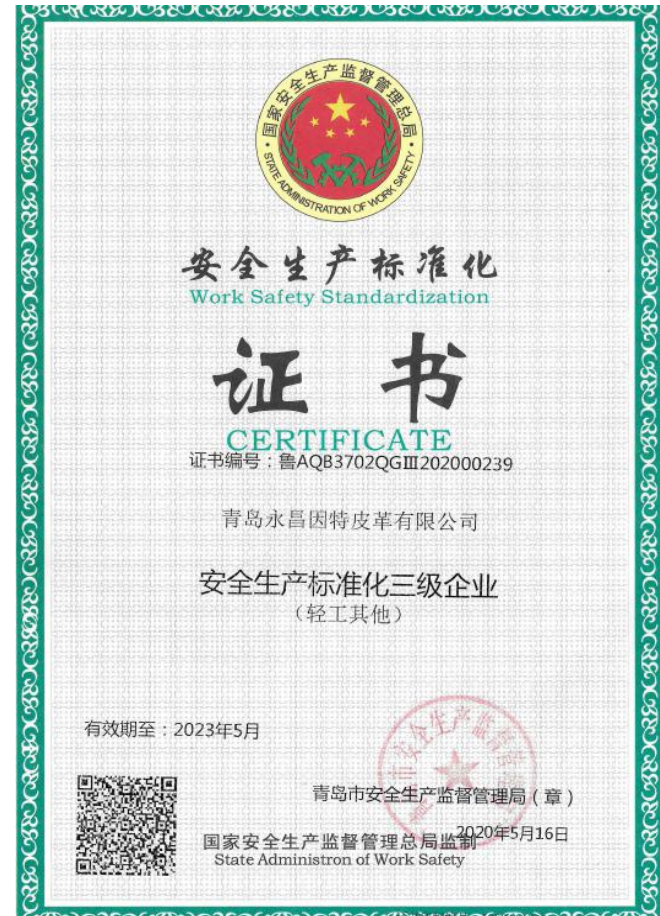 国家安全生产监督管理总局
STATE ADMINISTRATION OF WORK SAFETY
安全生产标准化
Work Safety Standardization
证书
CERTIFICATE
证书编号：鲁AQB3702QGⅢ202000239
青岛永昌因特皮革有限公司
安全生产标准化三级企业
（轻工其他）
有效期至：2023年5月
青岛市安全生产监督管理局（章）
2020年5月16日
国家安全生产监督管理总局监制
State Administron of Work Safety